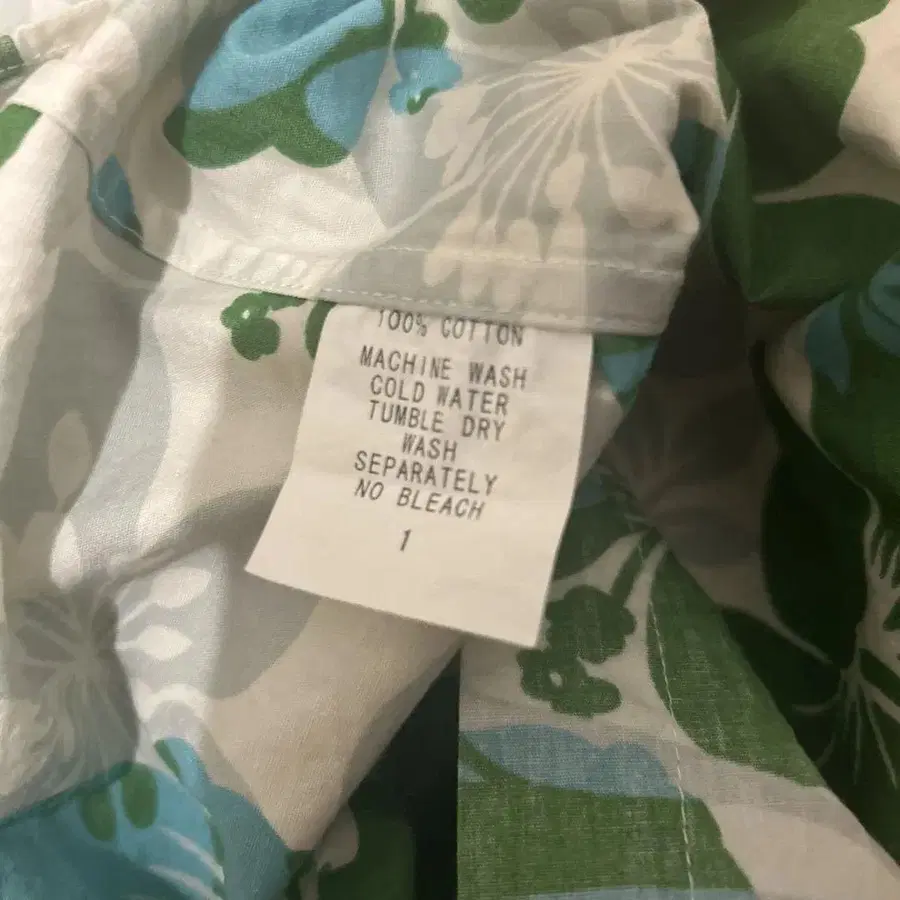 100% COTTON
MACHINE WASH
COLD WATER
TUMBLE DRY
WASH
SEPARATELY
NO BLEACH
1